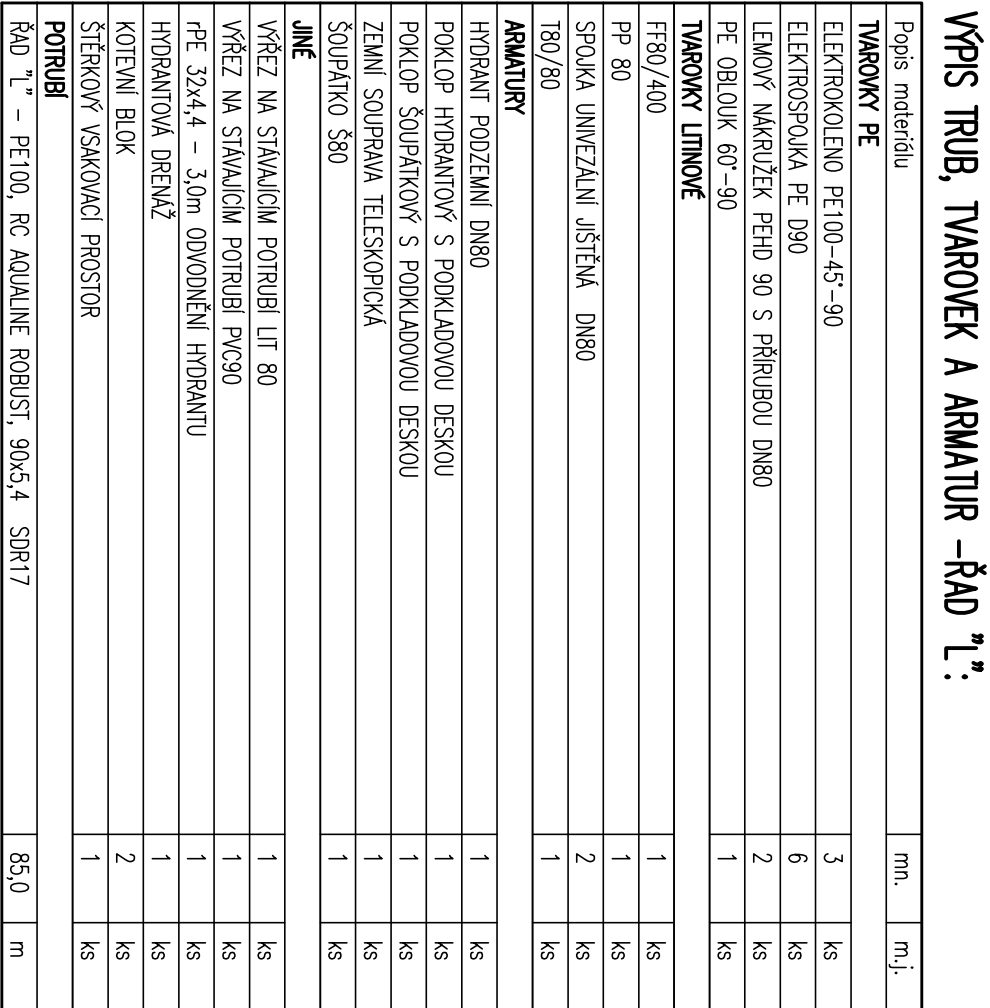 VÝPIS TRUB, TVAROVEK A ARMATUR –ŘAD "L":
Popis materiálu mn. m.j.
TVAROVKY PE
ELEKTROKOLENO PE100–45°–90 3 ks
ELEKTROSPOJKA PE D90 6 ks
LEMOVÝ NÁKRUŽEK PEHD 90 S PŘÍRUBOU DN80 2 ks
PE OBLOUK 60°–90 1 ks
TVAROVKY LITINOVÉ
FF80/400 1 ks
PP 80 1 ks
SPOJKA UNIVEZÁLNÍ JIŠTĚNÁ DN80 2 ks
T80/80 1 ks
ARMATURY
HYDRANT PODZEMNÍ DN80 1 ks
POKLOP HYDRANTOVÝ S PODKLADOVOU DESKOU 1 ks
POKLOP ŠOUPÁTKOVÝ S PODKLADOVOU DESKOU 1 ks
ZEMNÍ SOUPRAVA TELESKOPICKÁ 1 ks
ŠOUPÁTKO Š80 1 ks
JINÉ
VÝŘEZ NA STÁVAJÍCÍM POTRUBÍ LIT 80 1 ks
VÝŘEZ NA STÁVAJÍCÍM POTRUBÍ PVC90 1 ks
rPE 32x4,4 – 3,0m ODVODNĚNÍ HYDRANTU 1 ks
HYDRANTOVÁ DRENÁŽ 1 ks
KOTEVNÍ BLOK 2 ks
ŠTĚRKOVÝ VSAKOVACÍ PROSTOR 1 ks
POTRUBÍ
ŘAD "L" – PE100, RC AQUALINE ROBUST, 90x5,4 SDR17 85,0 m